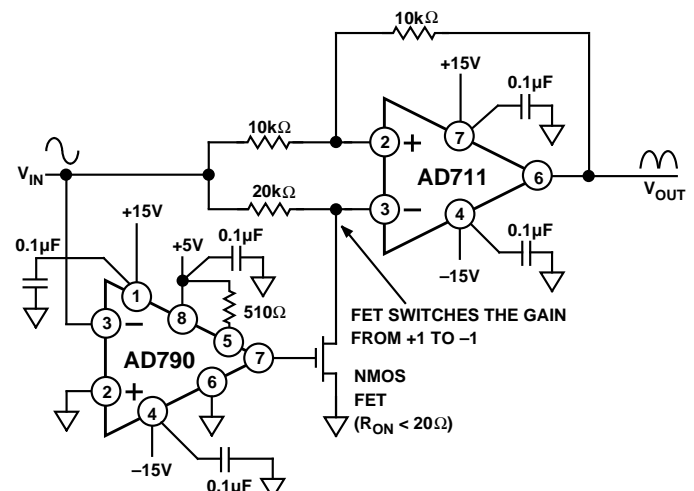 10kΩ
+15V
0.1µF
10kΩ
2
+
7
AD711
6
V_IN
20kΩ
V_OUT
3
–
4
+15V
0.1µF
+5V
0.1µF
–15V
0.1µF
1
8
510Ω
FET SWITCHES THE GAIN
FROM +1 TO –1
3
–
5
AD790
7
NMOS
FET
(R_ON < 20Ω)
2
+
6
4
–15V
0.1µF